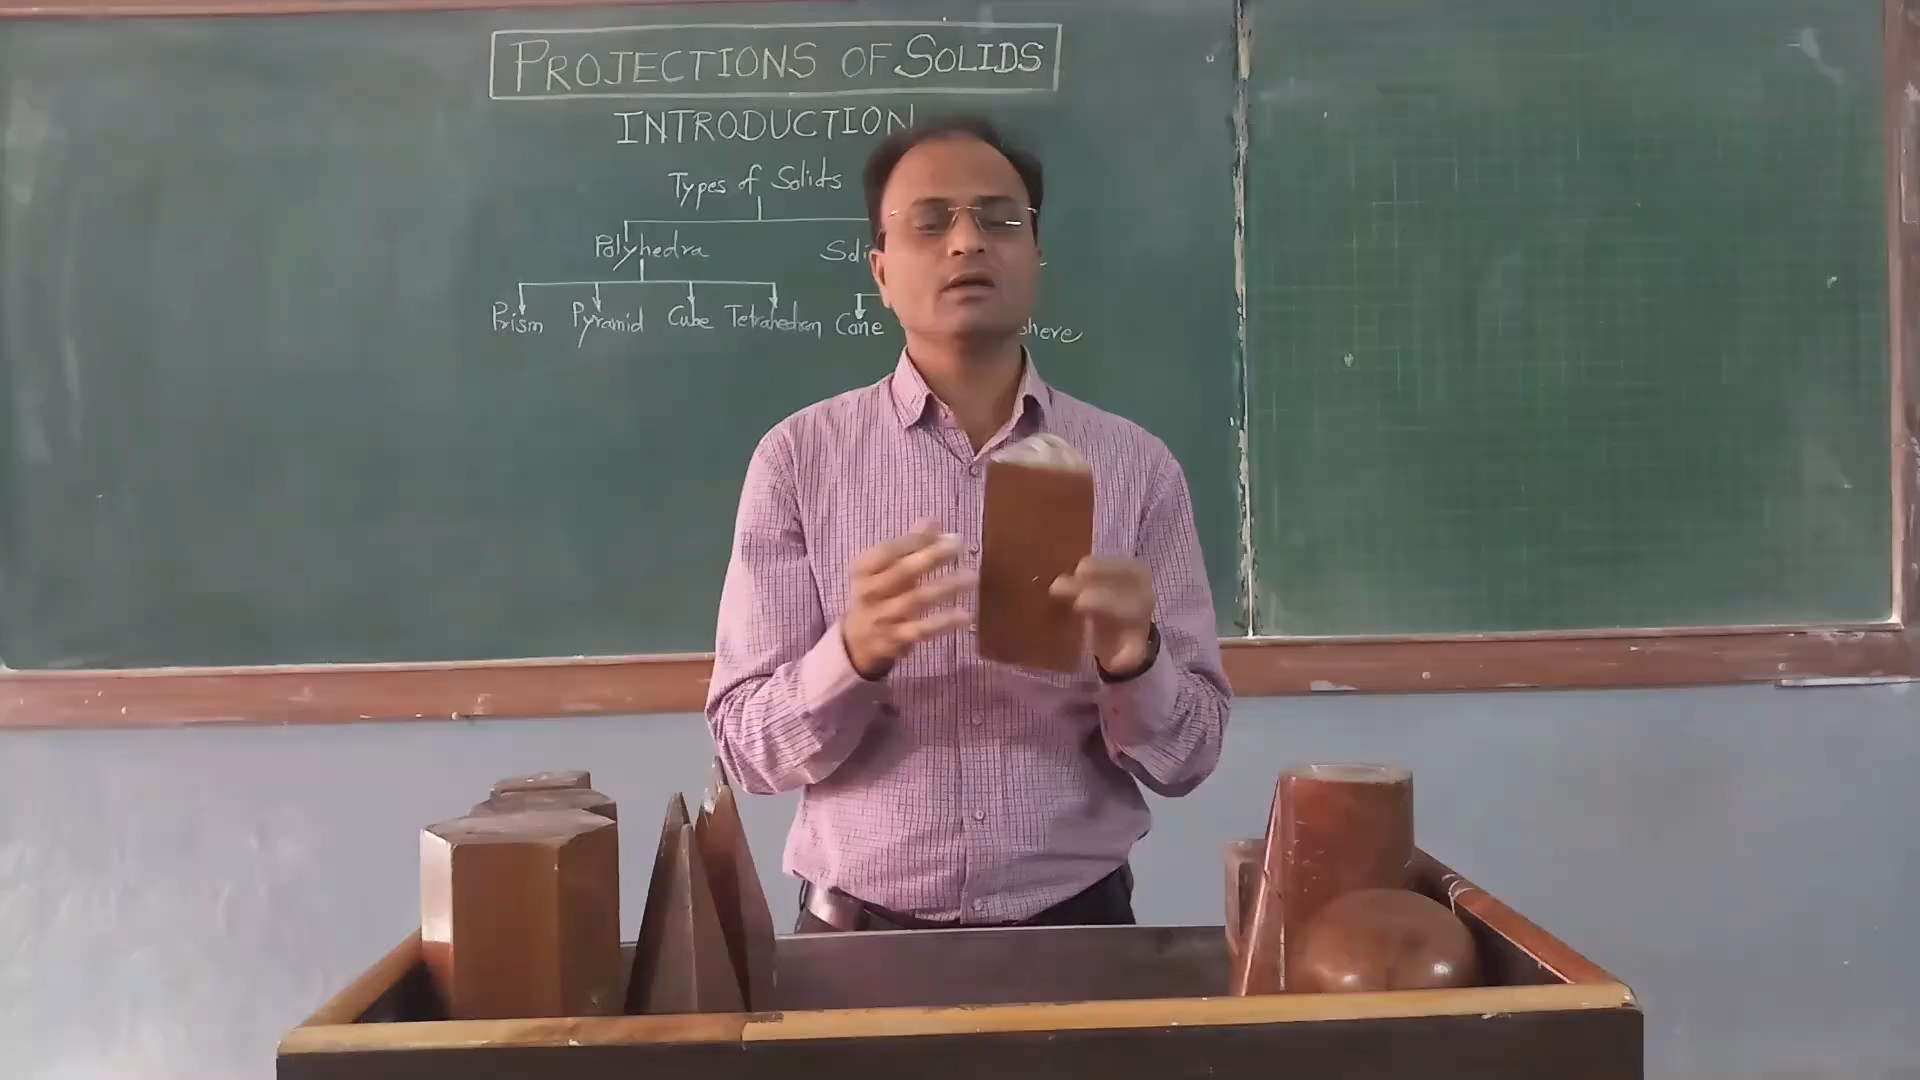 PROJECTIONS OF SOLIDS
INTRODUCTION
Types of Solids
Polyhedra
Prism Pyramid Cube Tetrahedron Cone